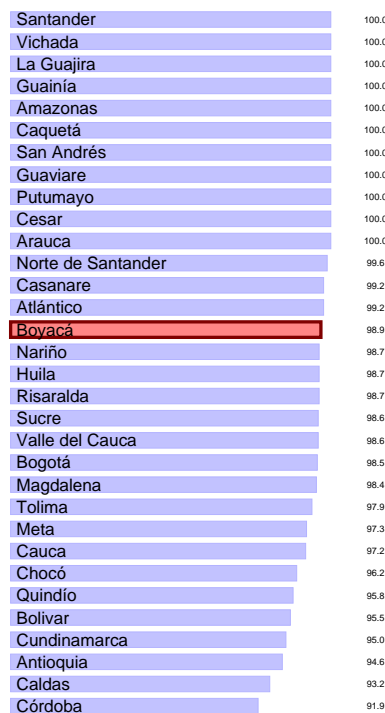 Santander 100.0
Vichada 100.0
La Guajira 100.0
Guainía 100.0
Amazonas 100.0
Caquetá 100.0
San Andrés 100.0
Guaviare 100.0
Putumayo 100.0
Cesar 100.0
Arauca 100.0
Norte de Santander 99.6
Casanare 99.2
Atlántico 99.2
Boyacá 98.9
Nariño 98.7
Huila 98.7
Risaralda 98.7
Sucre 98.6
Valle del Cauca 98.6
Bogotá 98.5
Magdalena 98.4
Tolima 97.9
Meta 97.3
Cauca 97.2
Chocó 96.2
Quindío 95.8
Bolivar 95.5
Cundinamarca 95.0
Antioquia 94.6
Caldas 93.2
Córdoba 91.9